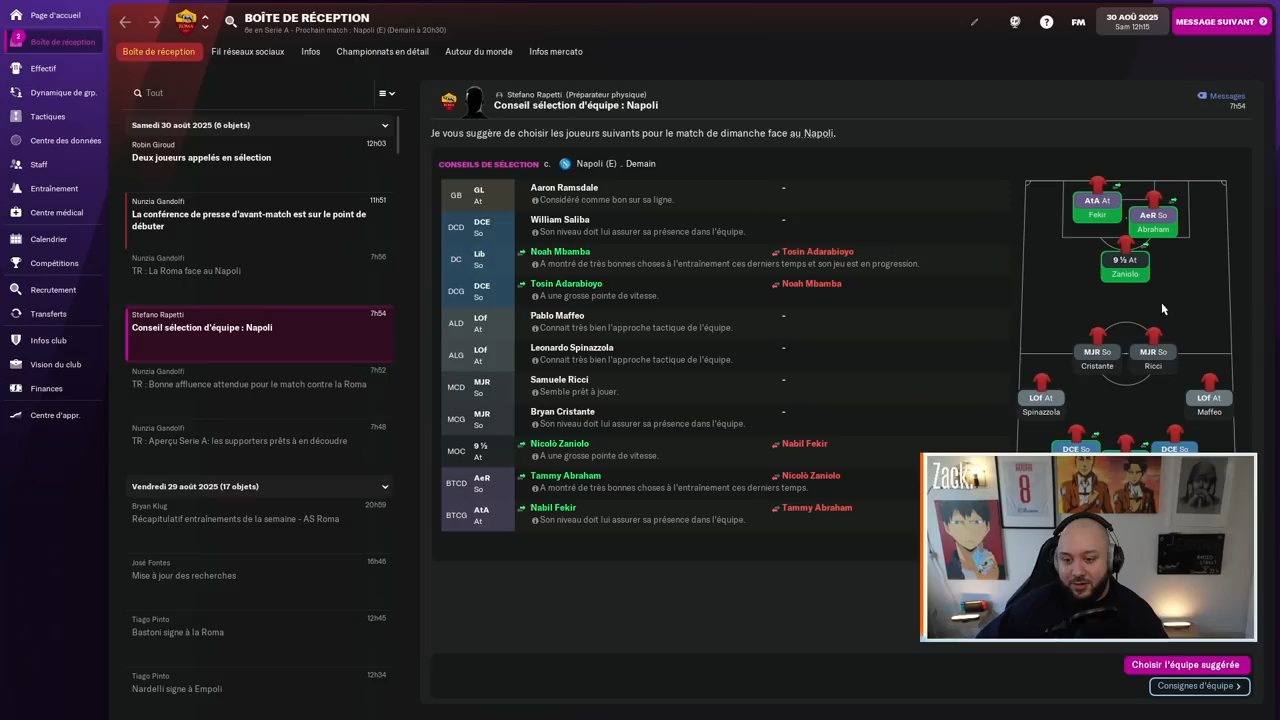 Page d'accueil
2
Boîte de réception
Effectif
Dynamique de grp.
Tactiques
Centre des données
Staff
Entraînement
Centre médical
Calendrier
Compétitions
Recrutement
Transferts
Infos club
Vision du club
Finances
Centre d'appr.
BOÎTE DE RÉCEPTION
6e en Serie A - Prochain match : Napoli (E) (Demain à 20h30)
FM
30 AOÛ 2025
Sam 12h15
MESSAGE SUIVANT
Boîte de réception
Fil réseaux sociaux
Infos
Championnats en détail
Autour du monde
Infos mercato
Tout
Samedi 30 août 2025 (6 objets)
Robin Giroud
12h03
Deux joueurs appelés en sélection
Nunzia Gandolfi
11h51
La conférence de presse d'avant-match est sur le point de
débuter
Nunzia Gandolfi
7h56
TR : La Roma face au Napoli
Stefano Rapetti
7h54
Conseil sélection d'équipe : Napoli
Nunzia Gandolfi
7h52
TR : Bonne affluence attendue pour le match contre la Roma
Nunzia Gandolfi
7h48
TR : Aperçu Serie A: les supporters prêts à en découdre
Vendredi 29 août 2025 (17 objets)
Bryan Klug
20h59
Récapitulatif entraînements de la semaine - AS Roma
José Fontes
16h46
Mise à jour des recherches
Tiago Pinto
12h45
Bastoni signe à la Roma
Tiago Pinto
12h34
Nardelli signe à Empoli
Stefano Rapetti (Préparateur physique)
Conseil sélection d'équipe : Napoli
Messages
7h54
Je vous suggère de choisir les joueurs suivants pour le match de dimanche face au Napoli.
CONSEILS DE SÉLECTION c. Napoli (E) . Demain
GB GL At Aaron Ramsdale -
Considéré comme bon sur sa ligne.
DCD DCE So William Saliba -
Son niveau doit lui assurer sa présence dans l'équipe.
DC Lib So Noah Mbamba Tosin Adarabioyo
A montré de très bonnes choses à l'entraînement ces derniers temps et son jeu est en progression.
DCG DCE So Tosin Adarabioyo Noah Mbamba
A une grosse pointe de vitesse.
ALD LOf At Pablo Maffeo -
Connait très bien l'approche tactique de l'équipe.
ALG LOf At Leonardo Spinazzola -
Connait très bien l'approche tactique de l'équipe.
MCD MJR So Samuele Ricci -
Semble prêt à jouer.
MCG MJR So Bryan Cristante -
Son niveau doit lui assurer sa présence dans l'équipe.
MOC 9 ½ At Nicolò Zaniolo Nabil Fekir
A une grosse pointe de vitesse.
BTCD AeR So Tammy Abraham Nicolò Zaniolo
A montré de très bonnes choses à l'entraînement ces derniers temps.
BTCG AtA At Nabil Fekir Tammy Abraham
Son niveau doit lui assurer sa présence dans l'équipe.
AtA At
Fekir
AeR So
Abraham
9 ½ At
Zaniolo
MJR So
Cristante
MJR So
Ricci
LOf At
Spinazzola
LOf At
Maffeo
DCE So
DCE So
Zack
8
Choisir l'équipe suggérée
Consignes d'équipe